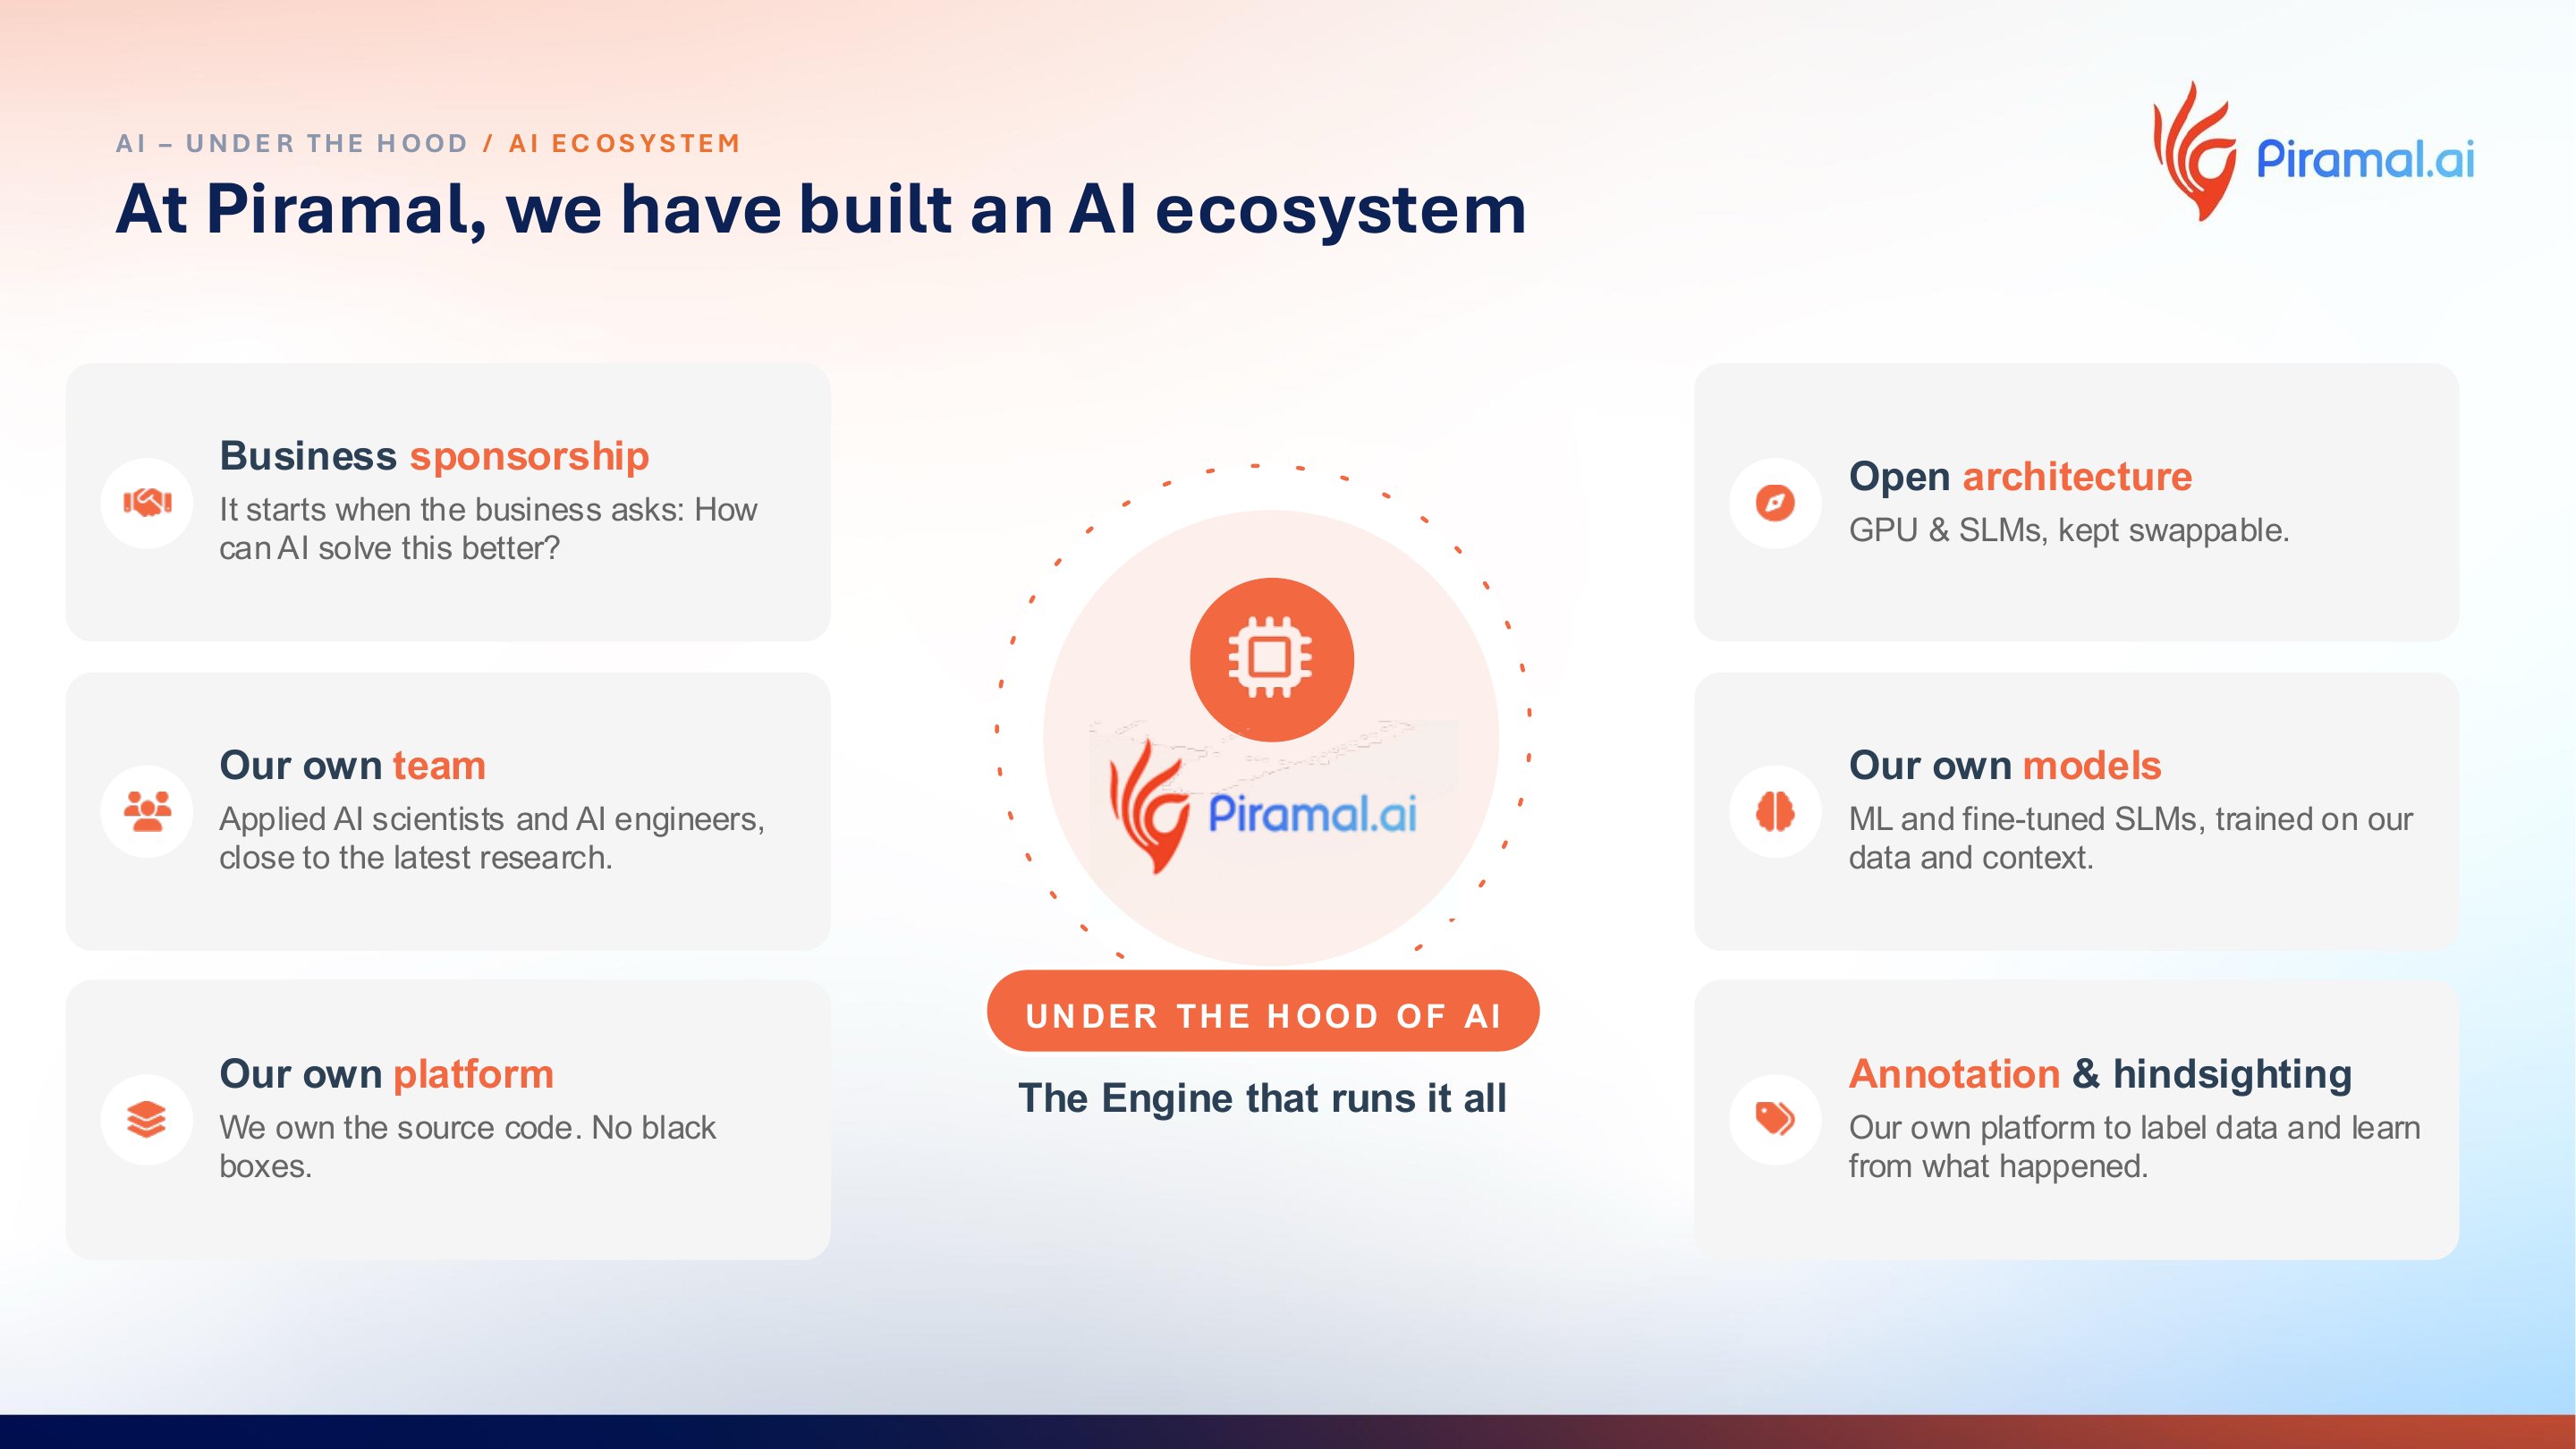 AI – UNDER THE HOOD / AI ECOSYSTEM
At Piramal, we have built an AI ecosystem
Piramal.ai
Business sponsorship
It starts when the business asks: How
can AI solve this better?
Our own team
Applied AI scientists and AI engineers,
close to the latest research.
Our own platform
We own the source code. No black
boxes.
Piramal.ai
UNDER THE HOOD OF AI
The Engine that runs it all
Open architecture
GPU & SLMs, kept swappable.
Our own models
ML and fine-tuned SLMs, trained on our
data and context.
Annotation & hindsighting
Our own platform to label data and learn
from what happened.